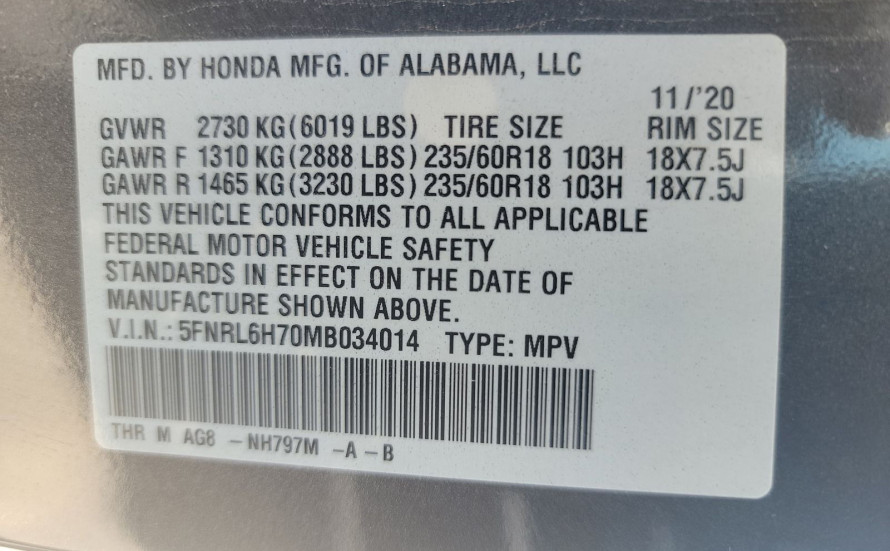 MFD. BY HONDA MFG. OF ALABAMA, LLC
11/'20
GVWR 2730 KG (6019 LBS) TIRE SIZE RIM SIZE
GAWR F 1310 KG (2888 LBS) 235/60R18 103H 18X7.5J
GAWR R 1465 KG (3230 LBS) 235/60R18 103H 18X7.5J
THIS VEHICLE CONFORMS TO ALL APPLICABLE
FEDERAL MOTOR VEHICLE SAFETY
STANDARDS IN EFFECT ON THE DATE OF
MANUFACTURE SHOWN ABOVE.
V.I.N.: 5FNRL6H70MB034014 TYPE: MPV
THR M AG8 -NH797M -A -B